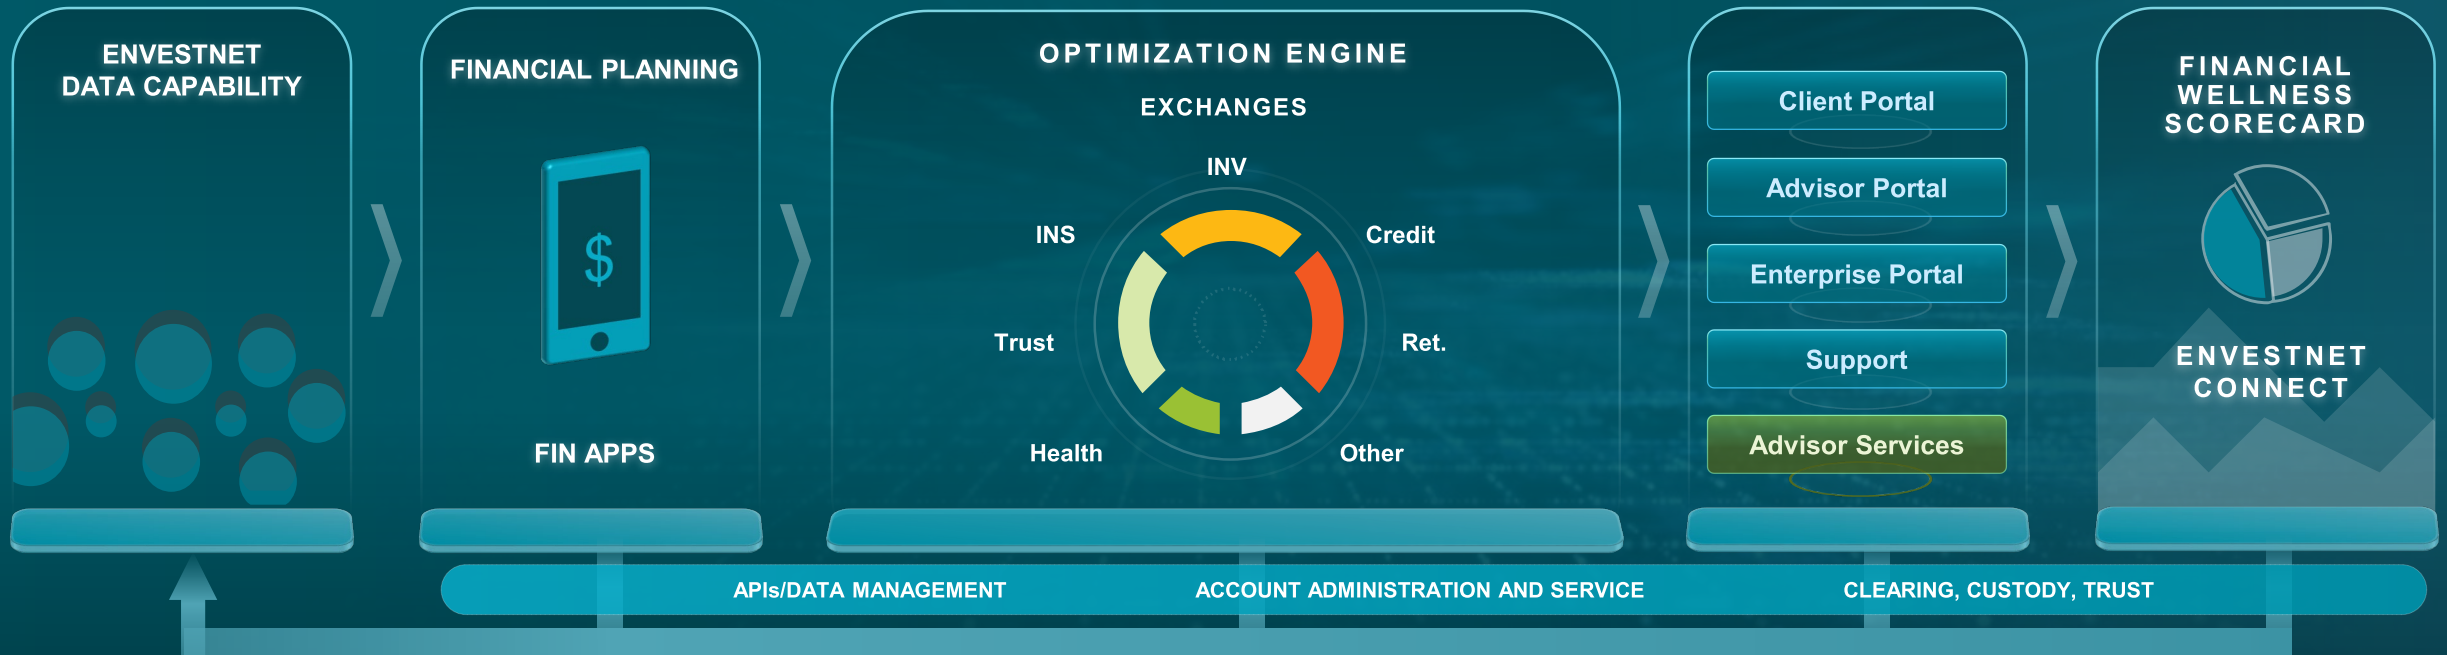 ENVESTNET
DATA CAPABILITY
FINANCIAL PLANNING
$
FIN APPS
OPTIMIZATION ENGINE
EXCHANGES
INV
INS
Credit
Trust
Ret.
Health
Other
Client Portal
Advisor Portal
Enterprise Portal
Support
Advisor Services
FINANCIAL
WELLNESS
SCORECARD
ENVESTNET
CONNECT
APIs/DATA MANAGEMENT
ACCOUNT ADMINISTRATION AND SERVICE
CLEARING, CUSTODY, TRUST